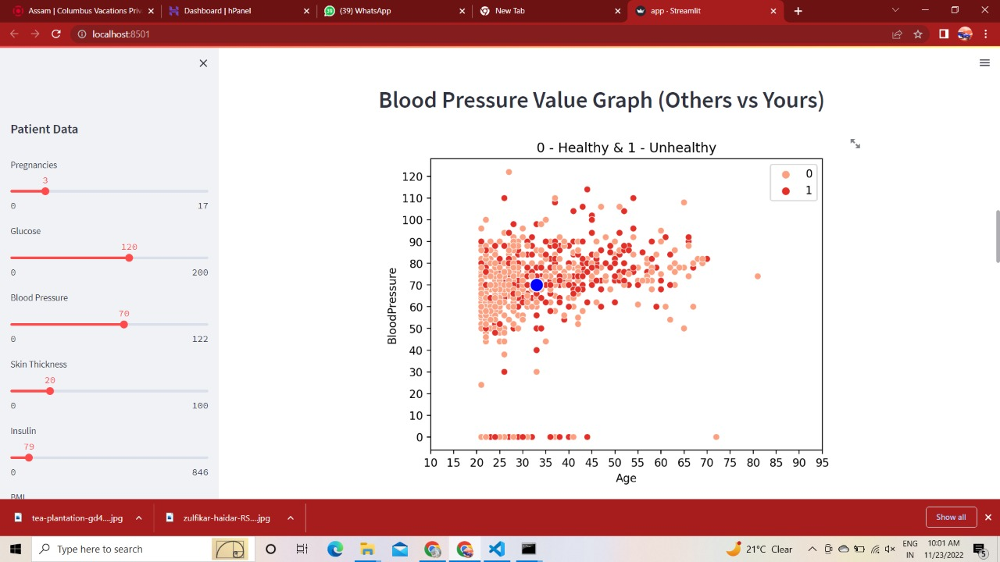 Assam | Columbus Vacations Priv
Dashboard | hPanel
(39) WhatsApp
New Tab
app · Streamlit
localhost:8501
Patient Data
Pregnancies
3
0 17
Glucose
120
0 200
Blood Pressure
70
0 122
Skin Thickness
20
0 100
Insulin
79
0 846
BMI
Blood Pressure Value Graph (Others vs Yours)
0 - Healthy & 1 - Unhealthy
0
1
BloodPressure
120
110
100
90
80
70
60
50
40
30
20
10
0
10 15 20 25 30 35 40 45 50 55 60 65 70 75 80 85 90 95
Age
tea-plantation-gd4....jpg
zulfikar-haidar-RS....jpg
Show all
Type here to search
21°C Clear
ENG
IN
10:01 AM
11/23/2022
5